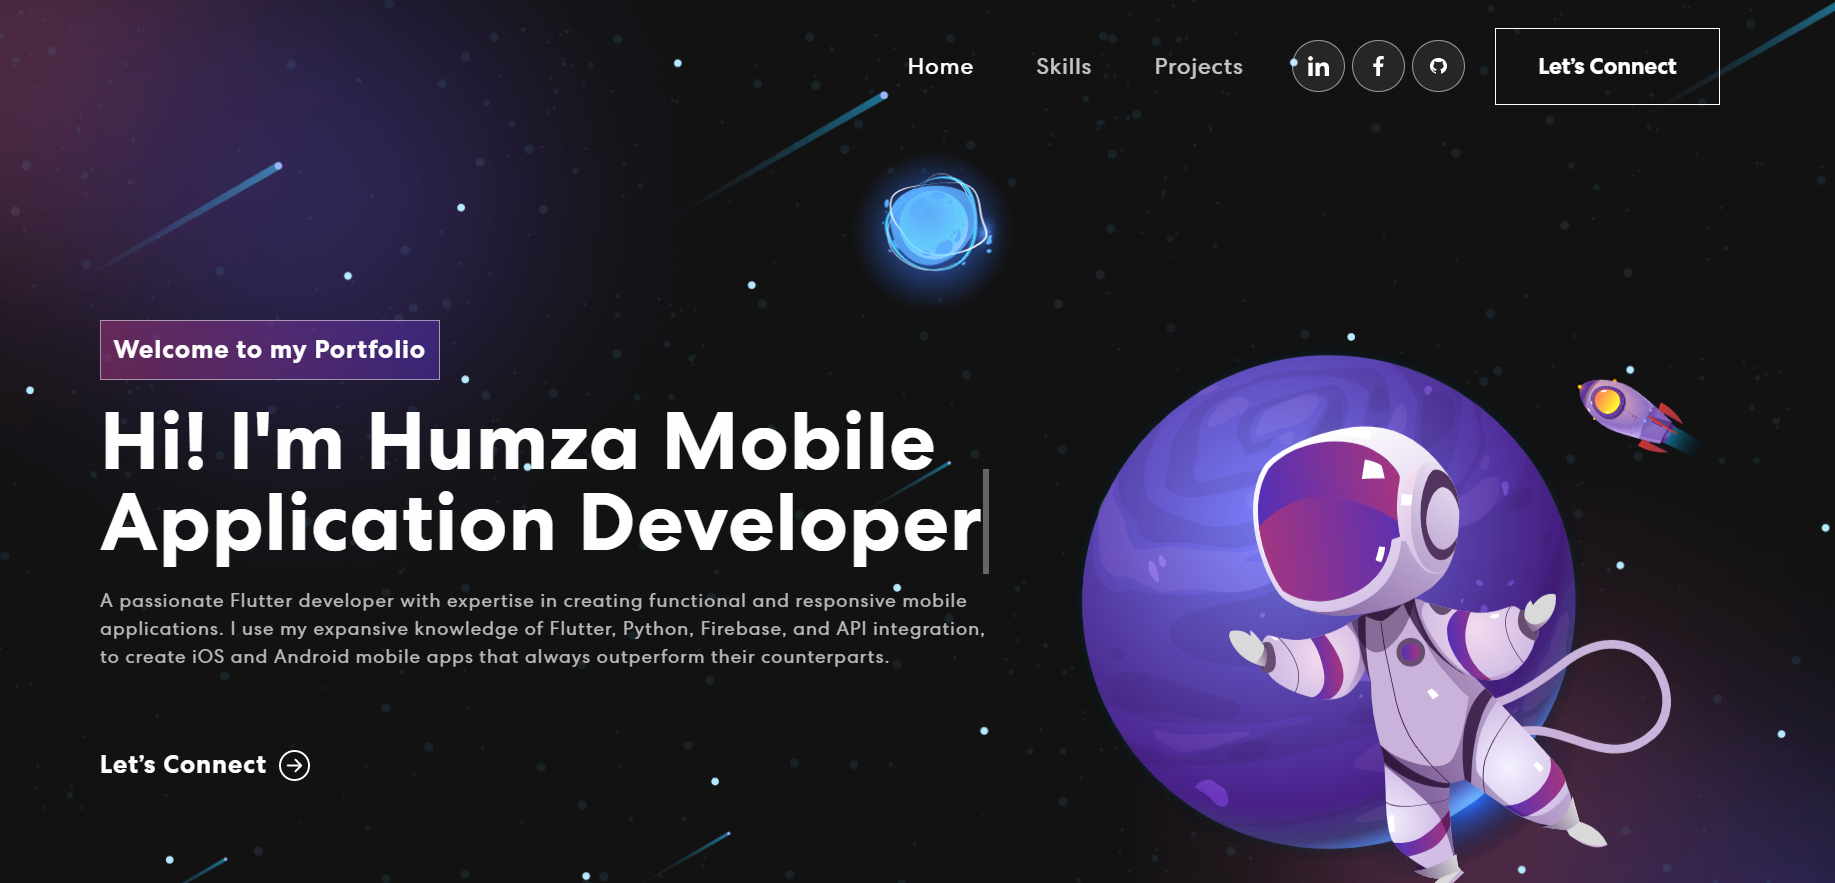 Home Skills Projects in f Let's Connect
Welcome to my Portfolio
Hi! I'm Humza Mobile
Application Developer
A passionate Flutter developer with expertise in creating functional and responsive mobile
applications. I use my expansive knowledge of Flutter, Python, Firebase, and API integration,
to create iOS and Android mobile apps that always outperform their counterparts.
Let's Connect